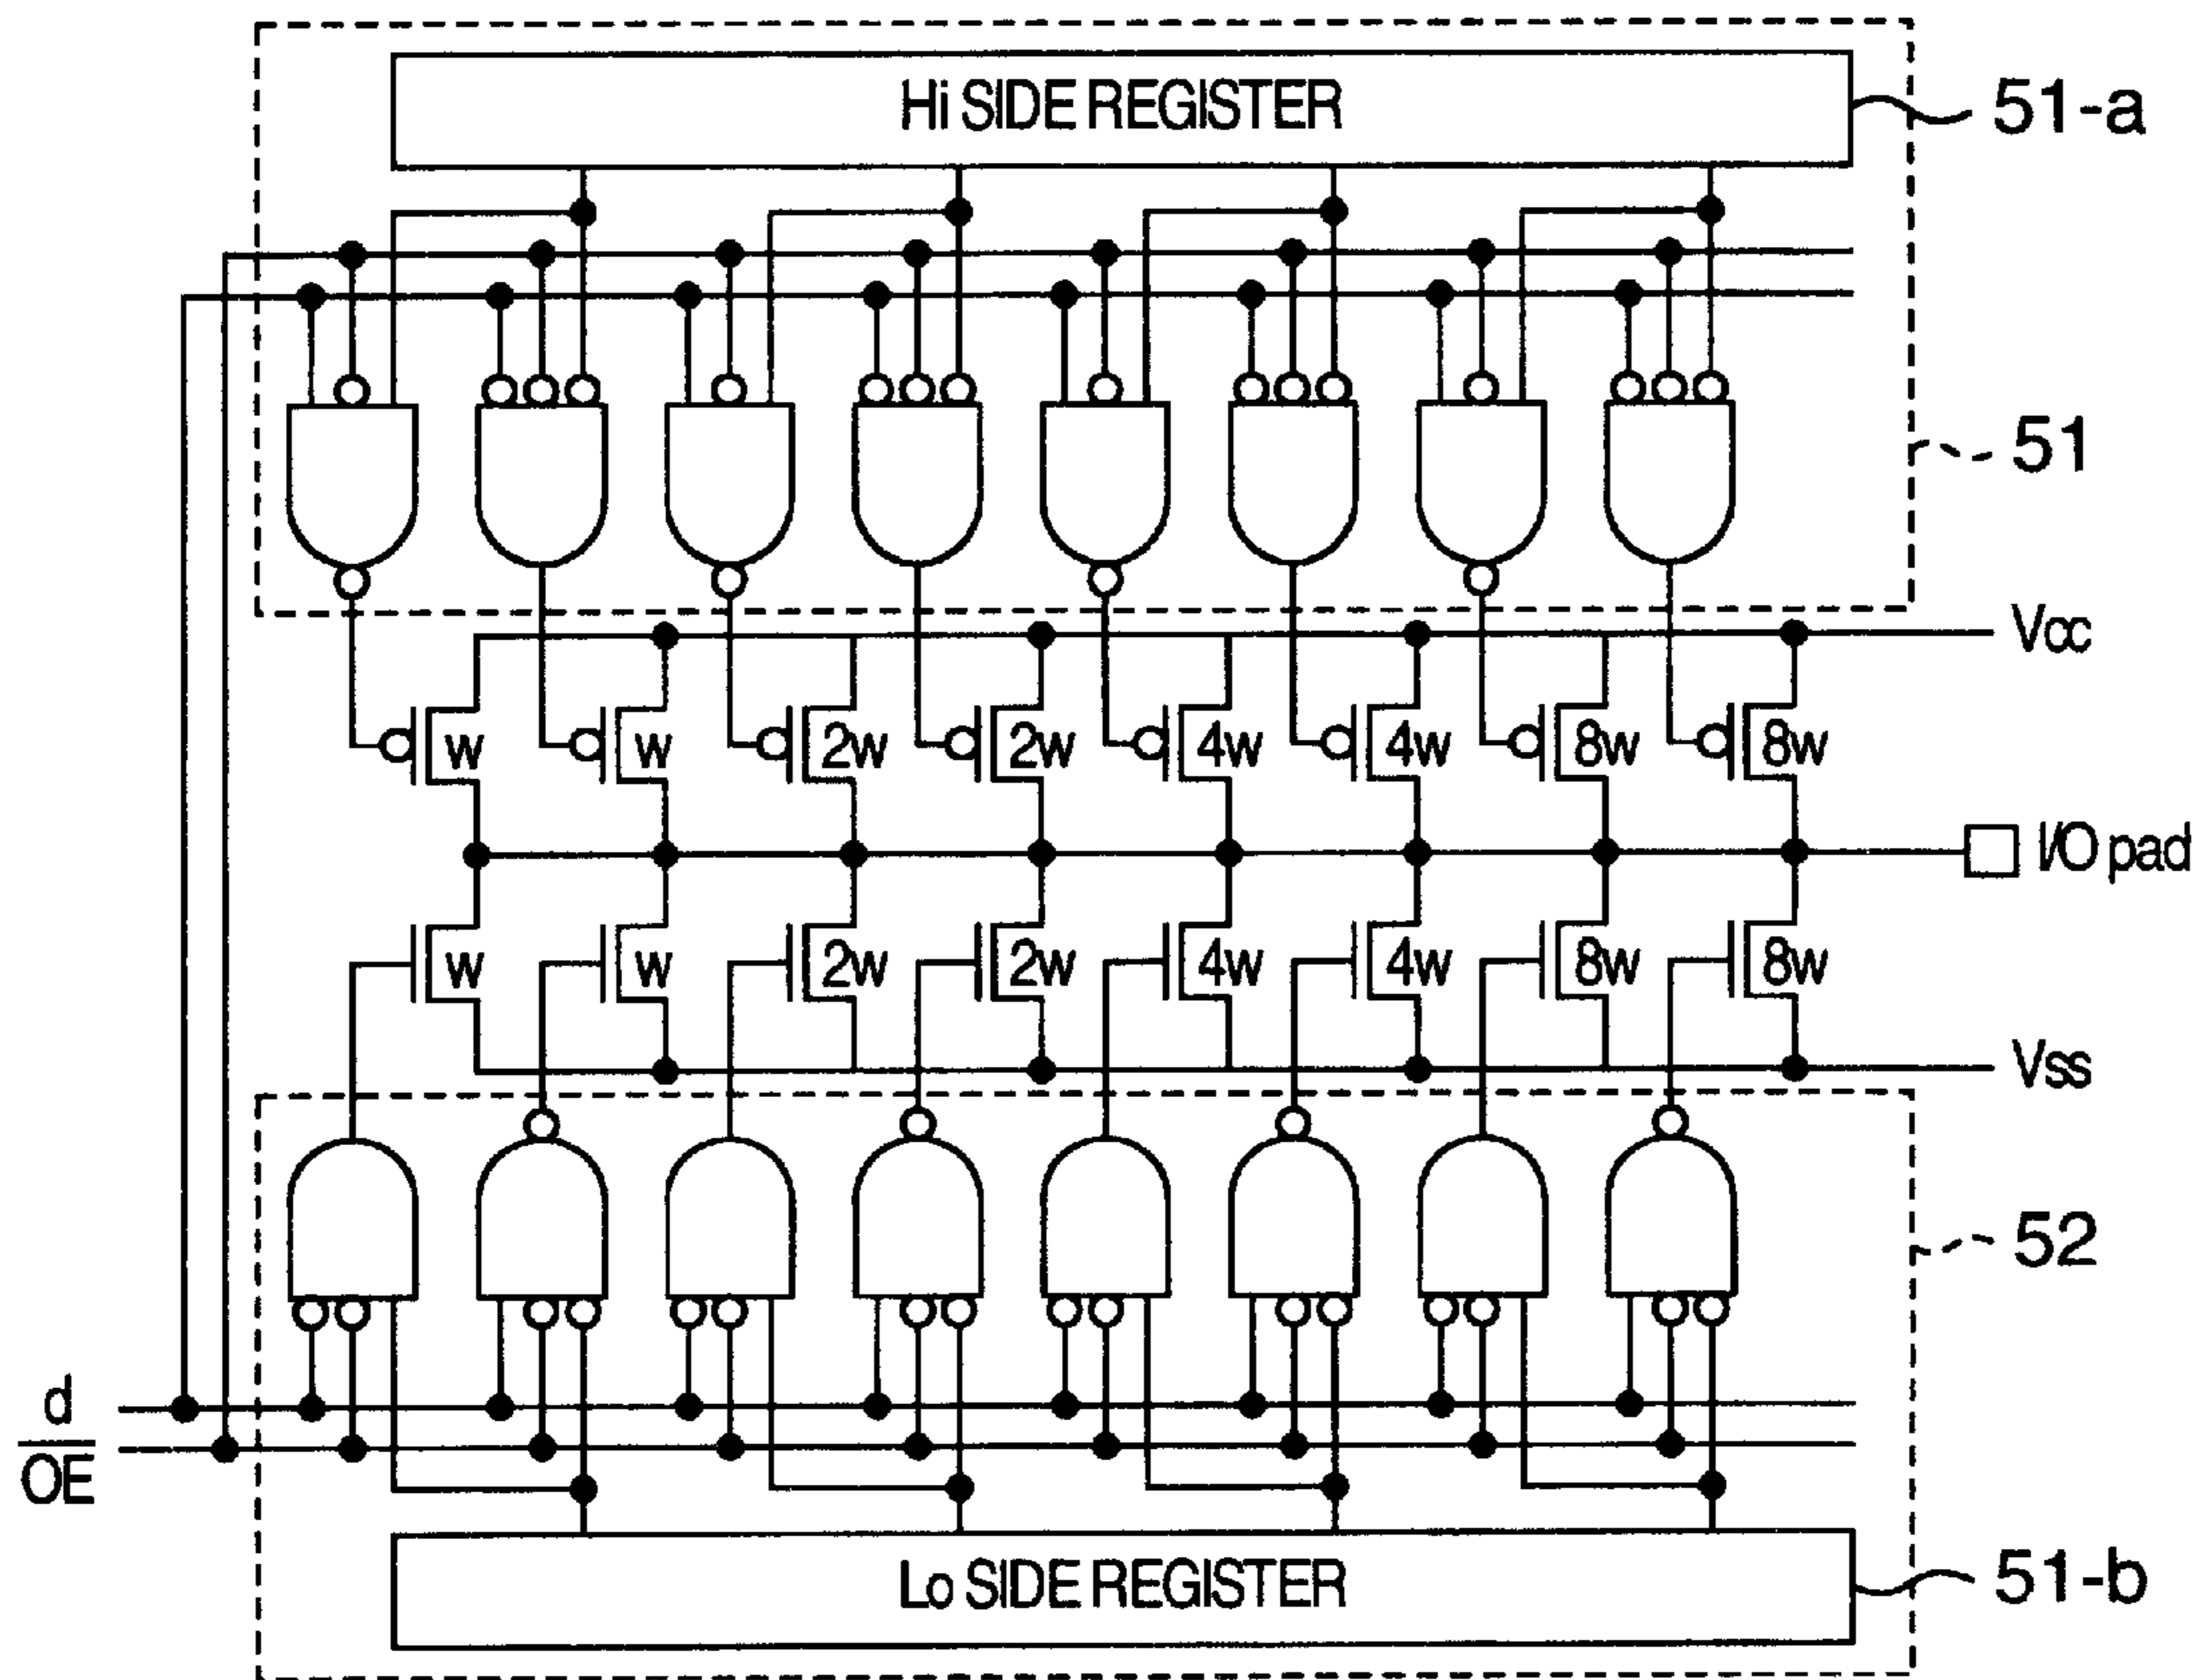 Hi SIDE REGISTER
51-a
51
Vcc
w w 2w 2w 4w 4w 8w 8w
I/O pad
w w 2w 2w 4w 4w 8w 8w
Vss
52
d
OE
Lo SIDE REGISTER
51-b